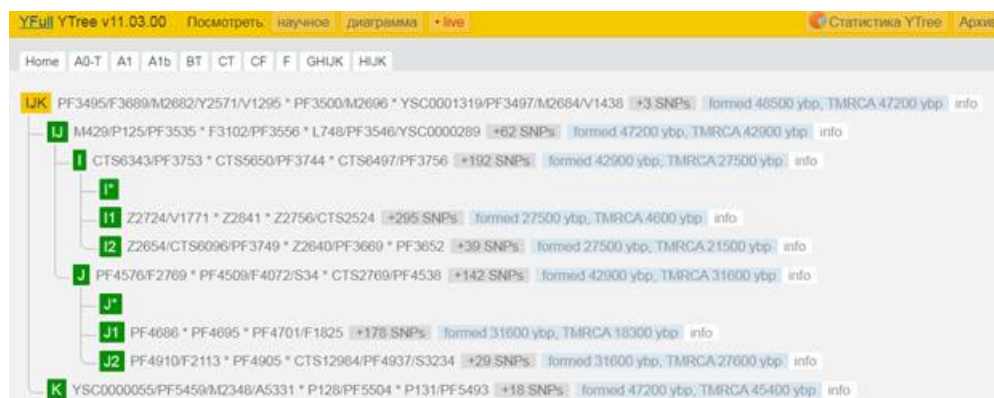 YFull YTree v11.03.00 Посмотреть: научное диаграмма • live Статистика YTree
Home A0-T A1 A1b BT CT CF F GHIJK HIJK
IJK PF3495/F3689/M2682/Y2571/V1295 * PF3500/M2696 * YSC0001319/PF3497/M2684/V1438 +3 SNPs formed 48500 ybp, TMRCA 47200 ybp info
IJ M429/P125/PF3535 * F3102/PF3556 * L748/PF3546/YSC0000289 +62 SNPs formed 47200 ybp, TMRCA 42900 ybp info
I CTS6343/PF3753 * CTS5650/PF3744 * CTS6497/PF3756 +192 SNPs formed 42900 ybp, TMRCA 27500 ybp info
I*
I1 Z2724/V1771 * Z2841 * Z2756/CTS2524 +295 SNPs formed 27500 ybp, TMRCA 4600 ybp info
I2 Z2654/CTS6096/PF3749 * Z2640/PF3669 * PF3652 +39 SNPs formed 27500 ybp, TMRCA 21500 ybp info
J PF4576/F2769 * PF4509/F4072/S34 * CTS2769/PF4538 +142 SNPs formed 42900 ybp, TMRCA 31600 ybp info
J*
J1 PF4686 * PF4695 * PF4701/F1825 +178 SNPs formed 31600 ybp, TMRCA 18300 ybp info
J2 PF4910/F2113 * PF4905 * CTS12984/PF4937/S3234 +29 SNPs formed 31600 ybp, TMRCA 27600 ybp info
K YSC0000055/PF5459/M2348/A5331 * P128/PF5504 * P131/PF5493 +18 SNPs formed 47200 ybp, TMRCA 45400 ybp info